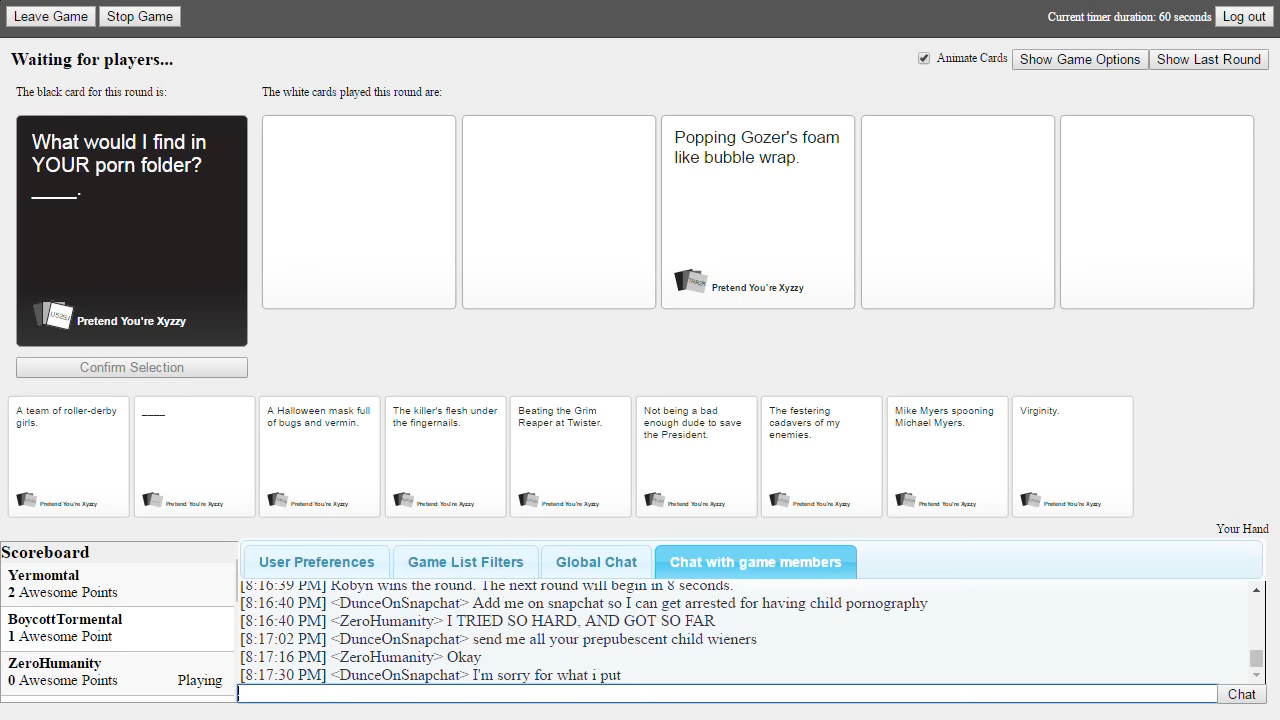 Leave Game Stop Game Current timer duration: 60 seconds Log out
Waiting for players... Animate Cards Show Game Options Show Last Round
The black card for this round is: The white cards played this round are:
What would I find in
YOUR porn folder?
____.
Pretend You're Xyzzy
Popping Gozer's foam
like bubble wrap.
Pretend You're Xyzzy
Confirm Selection
A team of roller-derby
girls.
Pretend You're Xyzzy
____
Pretend You're Xyzzy
A Halloween mask full
of bugs and vermin.
Pretend You're Xyzzy
The killer's flesh under
the fingernails.
Pretend You're Xyzzy
Beating the Grim
Reaper at Twister.
Pretend You're Xyzzy
Not being a bad
enough dude to save
the President.
Pretend You're Xyzzy
The festering
cadavers of my
enemies.
Pretend You're Xyzzy
Mike Myers spooning
Michael Myers.
Pretend You're Xyzzy
Virginity.
Pretend You're Xyzzy
Your Hand
Scoreboard
Yermomtal
2 Awesome Points
BoycottTormental
1 Awesome Point
ZeroHumanity
0 Awesome Points Playing
User Preferences Game List Filters Global Chat Chat with game members
[8:16:39 PM] Robyn wins the round. The next round will begin in 8 seconds.
[8:16:40 PM] <DunceOnSnapchat> Add me on snapchat so I can get arrested for having child pornography
[8:16:40 PM] <ZeroHumanity> I TRIED SO HARD, AND GOT SO FAR
[8:17:02 PM] <DunceOnSnapchat> send me all your prepubescent child wieners
[8:17:16 PM] <ZeroHumanity> Okay
[8:17:30 PM] <DunceOnSnapchat> I'm sorry for what i put
Chat